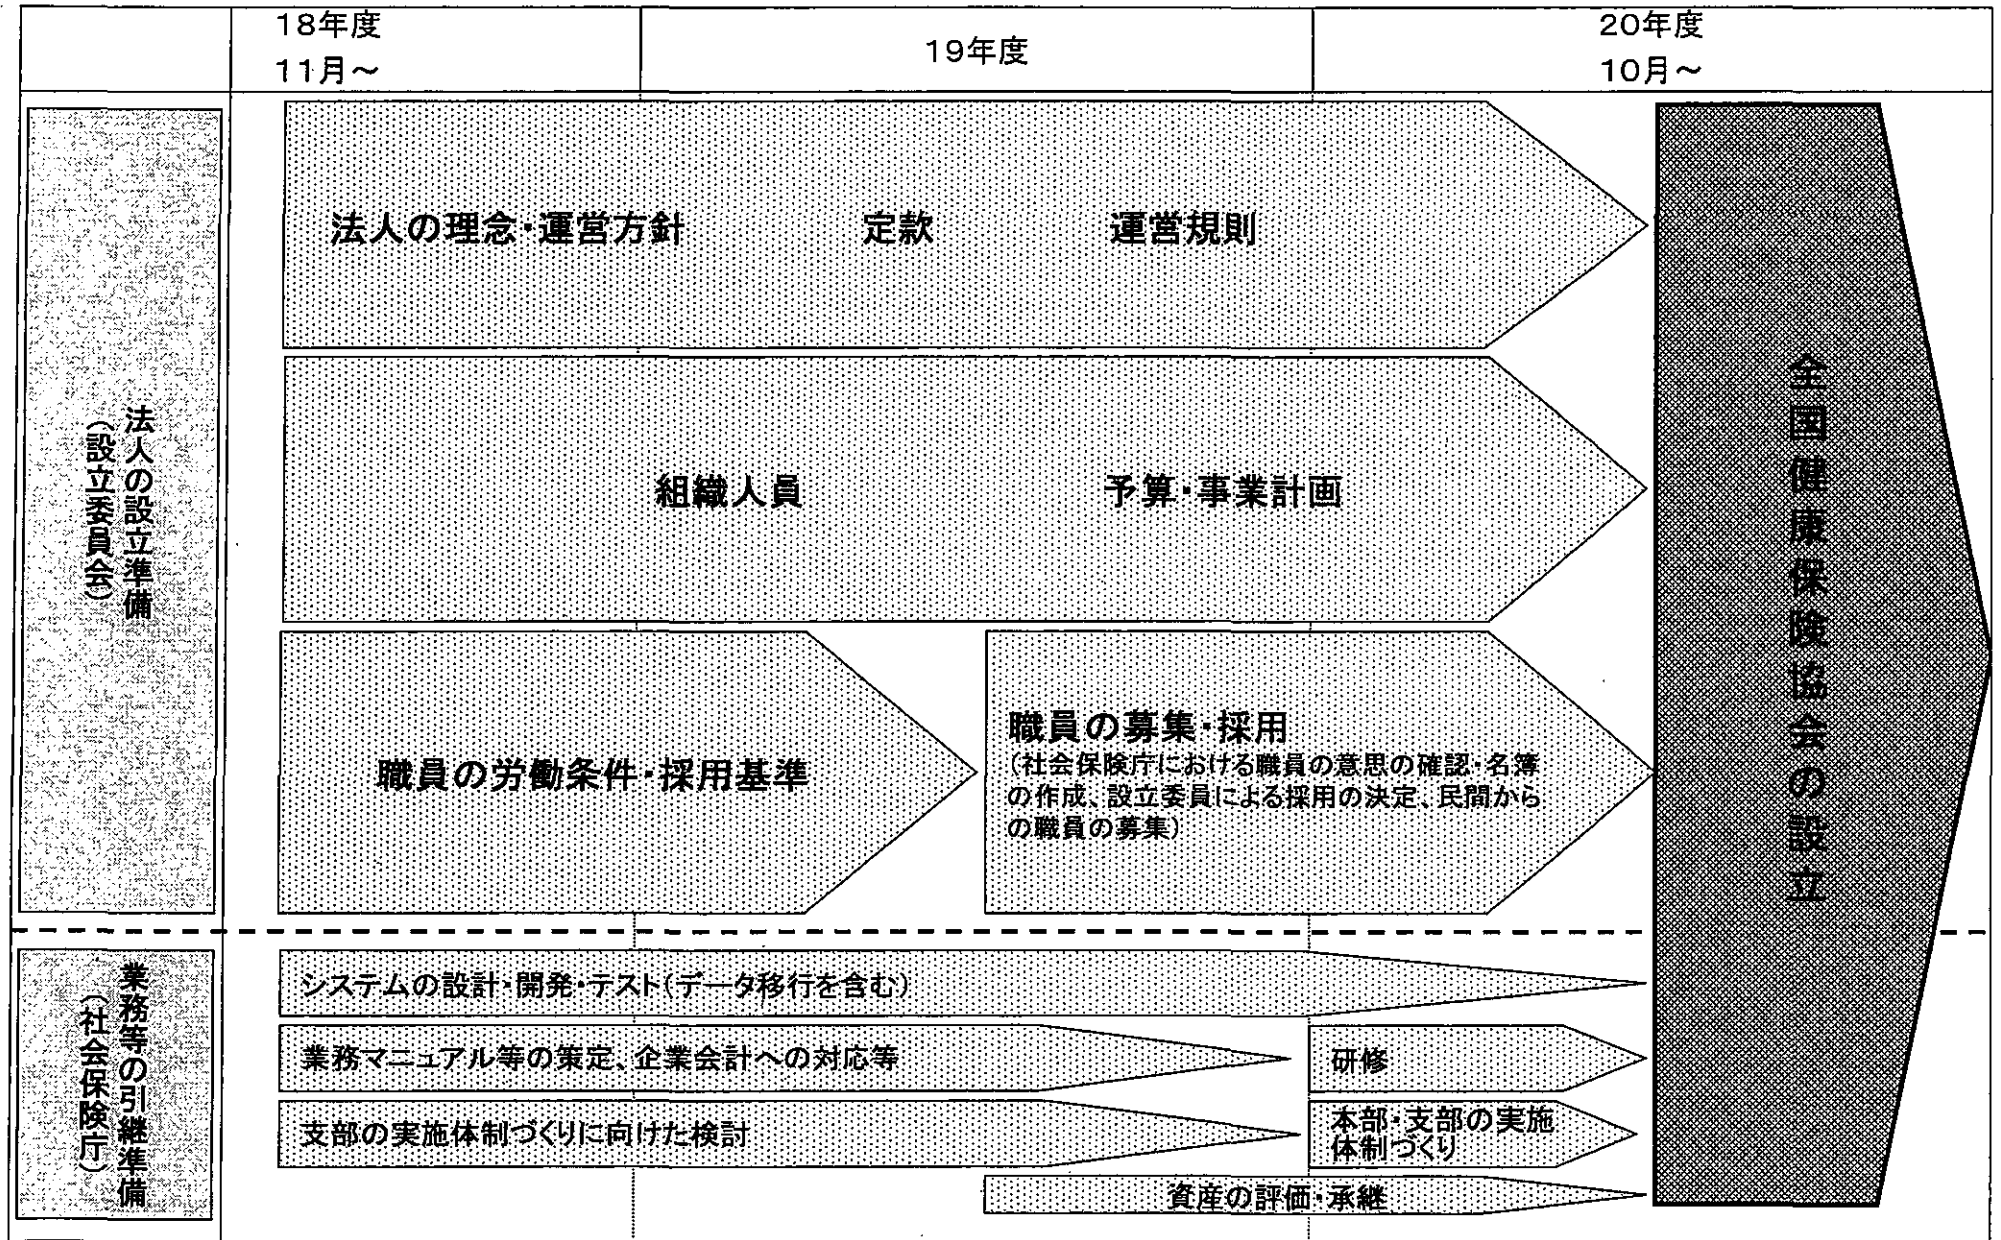 18年度
11月~
19年度
20年度
10月~
法人の設立準備
(設立委員会)
法人の理念・運営方針 定款 運営規則
組織人員 予算・事業計画
職員の労働条件・採用基準
職員の募集・採用
(社会保険庁における職員の意思の確認・名簿
の作成、設立委員による採用の決定、民間から
の職員の募集)
全国健康保険協会の設立
業務等の引継準備
(社会保険庁)
システムの設計・開発・テスト(データ移行を含む)
業務マニュアル等の策定、企業会計への対応等
研修
支部の実施体制づくりに向けた検討
本部・支部の実施
体制づくり
資産の評価・承継